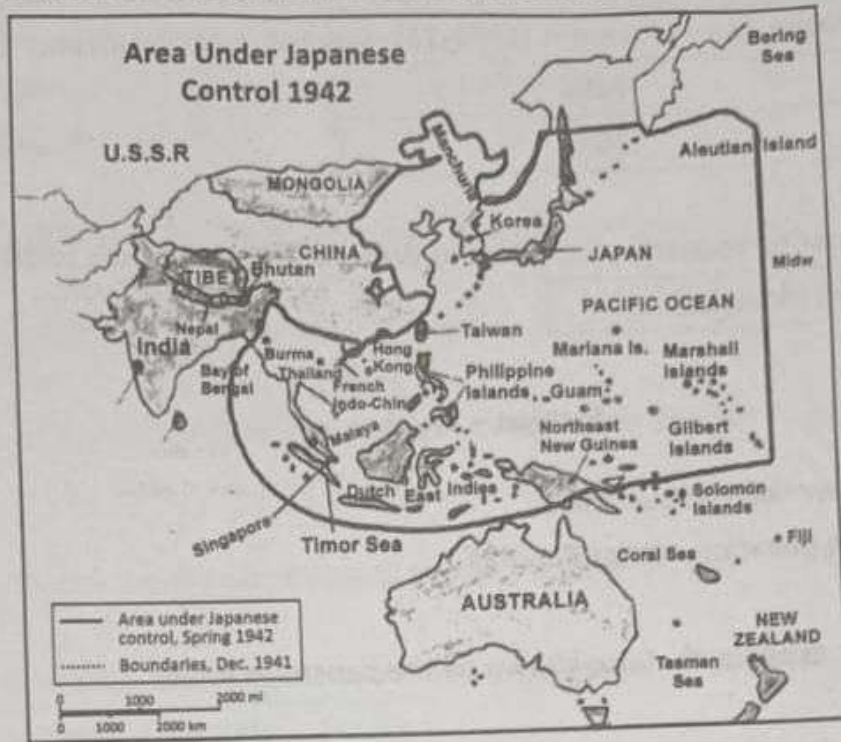 Area Under Japanese
Control 1942
Bering
Sea
U.S.S.R
Aleutian Island
MONGOLIA
Manchuria
Korea
CHINA
JAPAN
TIBE
Bhutan
Midw
PACIFIC OCEAN
Nepal
India
Taiwan
Hong
Kong
Mariana Is.
Marshall
Islands
Burma
Thailand
Bay of
Bengal
French
Indo-Chin
Philippine
Islands
Guam
Malaya
Northeast
New Guinea
Gilbert
Islands
Dutch East Indies
Solomon
Islands
Singapore
Timor Sea
Fiji
Coral Sea
AUSTRALIA
NEW
ZEALAND
Tasman
Sea
Area under Japanese
control, Spring 1942
Boundaries, Dec. 1941
0 1000 2000 mi
0 1000 2000 km